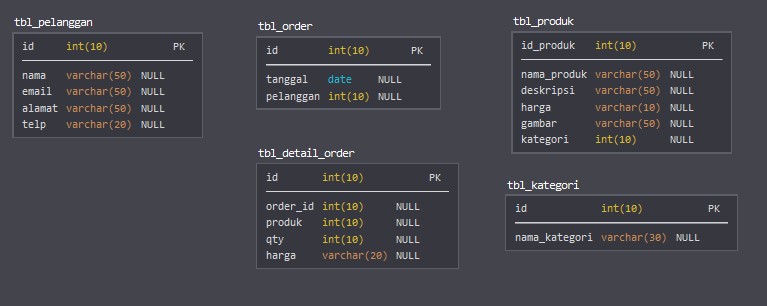 tbl_pelanggan
id int(10) PK
nama varchar(50) NULL
email varchar(50) NULL
alamat varchar(50) NULL
telp varchar(20) NULL
tbl_order
id int(10) PK
tanggal date NULL
pelanggan int(10) NULL
tbl_detail_order
id int(10) PK
order_id int(10) NULL
produk int(10) NULL
qty int(10) NULL
harga varchar(20) NULL
tbl_produk
id_produk int(10) PK
nama_produk varchar(50) NULL
deskripsi varchar(50) NULL
harga varchar(10) NULL
gambar varchar(50) NULL
kategori int(10) NULL
tbl_kategori
id int(10) PK
nama_kategori varchar(30) NULL